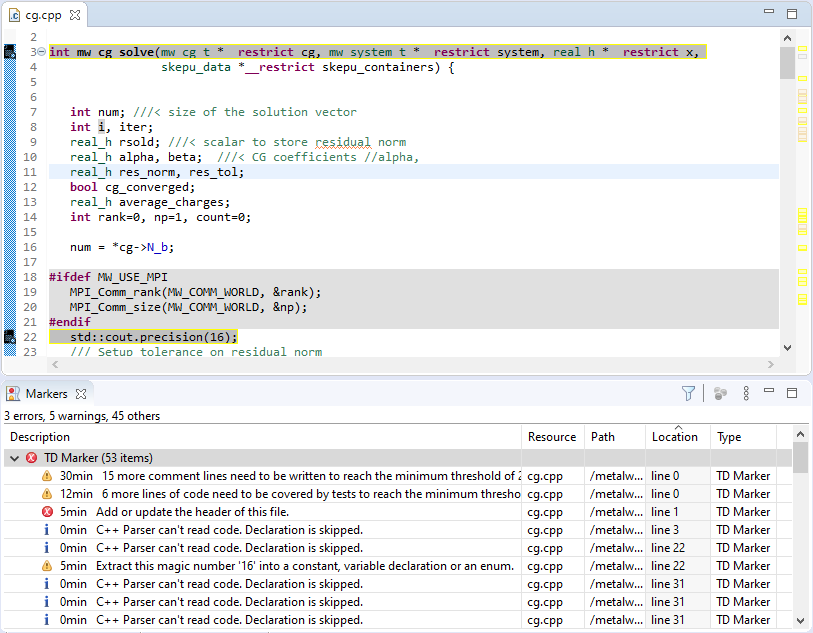 cg.cpp
2
3 int mw_cg_solve(mw_cg_t *__restrict cg, mw_system_t *__restrict system, real_h *__restrict x,
4 skepu_data *__restrict skepu_containers) {
5
6
7 int num; ///< size of the solution vector
8 int i, iter;
9 real_h rsold; ///< scalar to store residual norm
10 real_h alpha, beta;  ///< CG coefficients //alpha,
11 real_h res_norm, res_tol;
12 bool cg_converged;
13 real_h average_charges;
14 int rank=0, np=1, count=0;
15
16 num = *cg->N_b;
17
18 #ifdef MW_USE_MPI
19 MPI_Comm_rank(MW_COMM_WORLD, &rank);
20 MPI_Comm_size(MW_COMM_WORLD, &np);
21 #endif
22 std::cout.precision(16);
23 /// Setup tolerance on residual norm
Markers
3 errors, 5 warnings, 45 others
Description Resource Path Location Type
TD Marker (53 items)
30min 15 more comment lines need to be written to reach the minimum threshold of 2 cg.cpp /metalw... line 0 TD Marker
12min 6 more lines of code need to be covered by tests to reach the minimum thresho cg.cpp /metalw... line 0 TD Marker
5min Add or update the header of this file. cg.cpp /metalw... line 1 TD Marker
0min C++ Parser can't read code. Declaration is skipped. cg.cpp /metalw... line 3 TD Marker
0min C++ Parser can't read code. Declaration is skipped. cg.cpp /metalw... line 22 TD Marker
5min Extract this magic number '16' into a constant, variable declaration or an enum. cg.cpp /metalw... line 22 TD Marker
0min C++ Parser can't read code. Declaration is skipped. cg.cpp /metalw... line 31 TD Marker
0min C++ Parser can't read code. Declaration is skipped. cg.cpp /metalw... line 31 TD Marker
0min C++ Parser can't read code. Declaration is skipped. cg.cpp /metalw... line 31 TD Marker